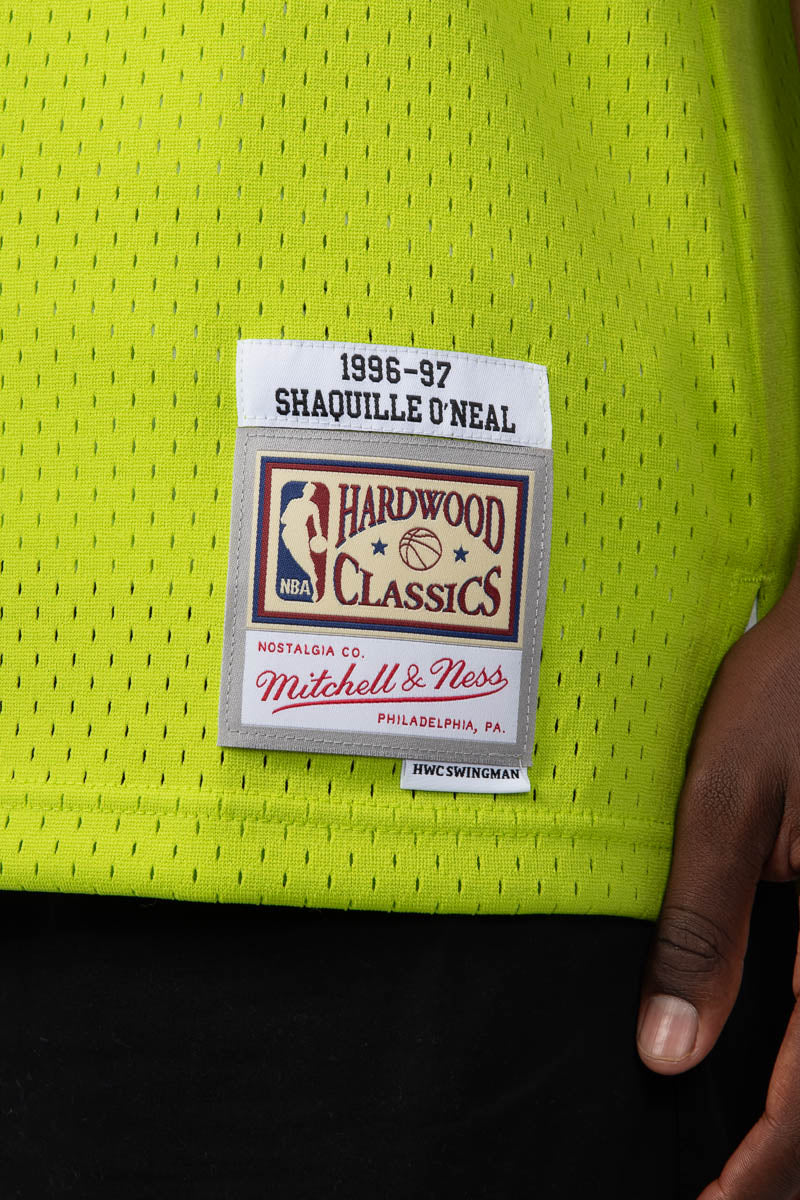 1996-97
SHAQUILLE O'NEAL
HARDWOOD
CLASSICS
NBA
NOSTALGIA CO.
Mitchell & Ness
PHILADELPHIA, PA.
HWC SWINGMAN